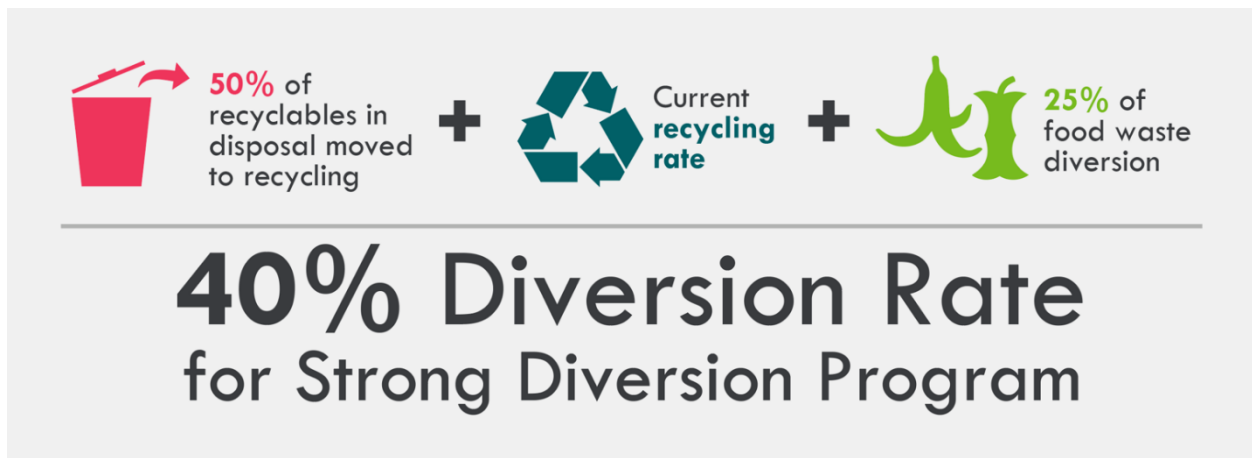 50% of
recyclables in
disposal moved
to recycling
+
Current
recycling
rate
+
25% of
food waste
diversion
40% Diversion Rate
for Strong Diversion Program